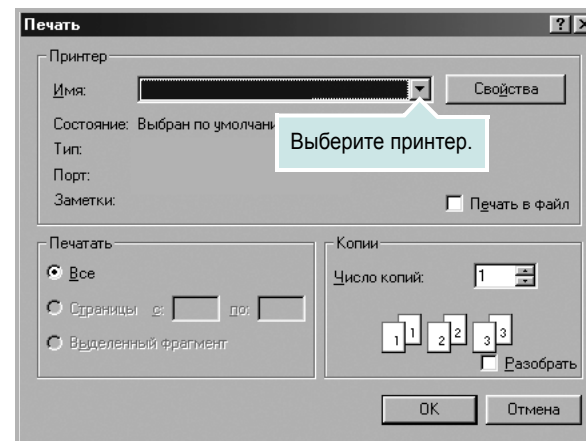 Печать
Принтер
Имя:
Свойства
Состояние: Выбран по умолчани
Выберите принтер.
Тип:
Порт:
Заметки:
Печать в файл
Печатать
Все
Страницы с: по:
Выделенный фрагмент
Копии
Число копий: 1
1 1 2 2 3 3
Разобрать
OK
Отмена